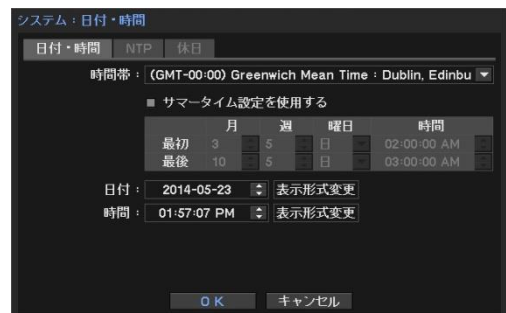 システム：日付・時間
日付・時間 NTP 休日
時間帯： (GMT-00:00) Greenwich Mean Time : Dublin, Edinbu
サマータイム設定を使用する
月 週 曜日 時間
最初 3 5 日 02:00:00 AM
最後 10 5 日 03:00:00 AM
日付： 2014-05-23 表示形式変更
時間： 01:57:07 PM 表示形式変更
OK キャンセル